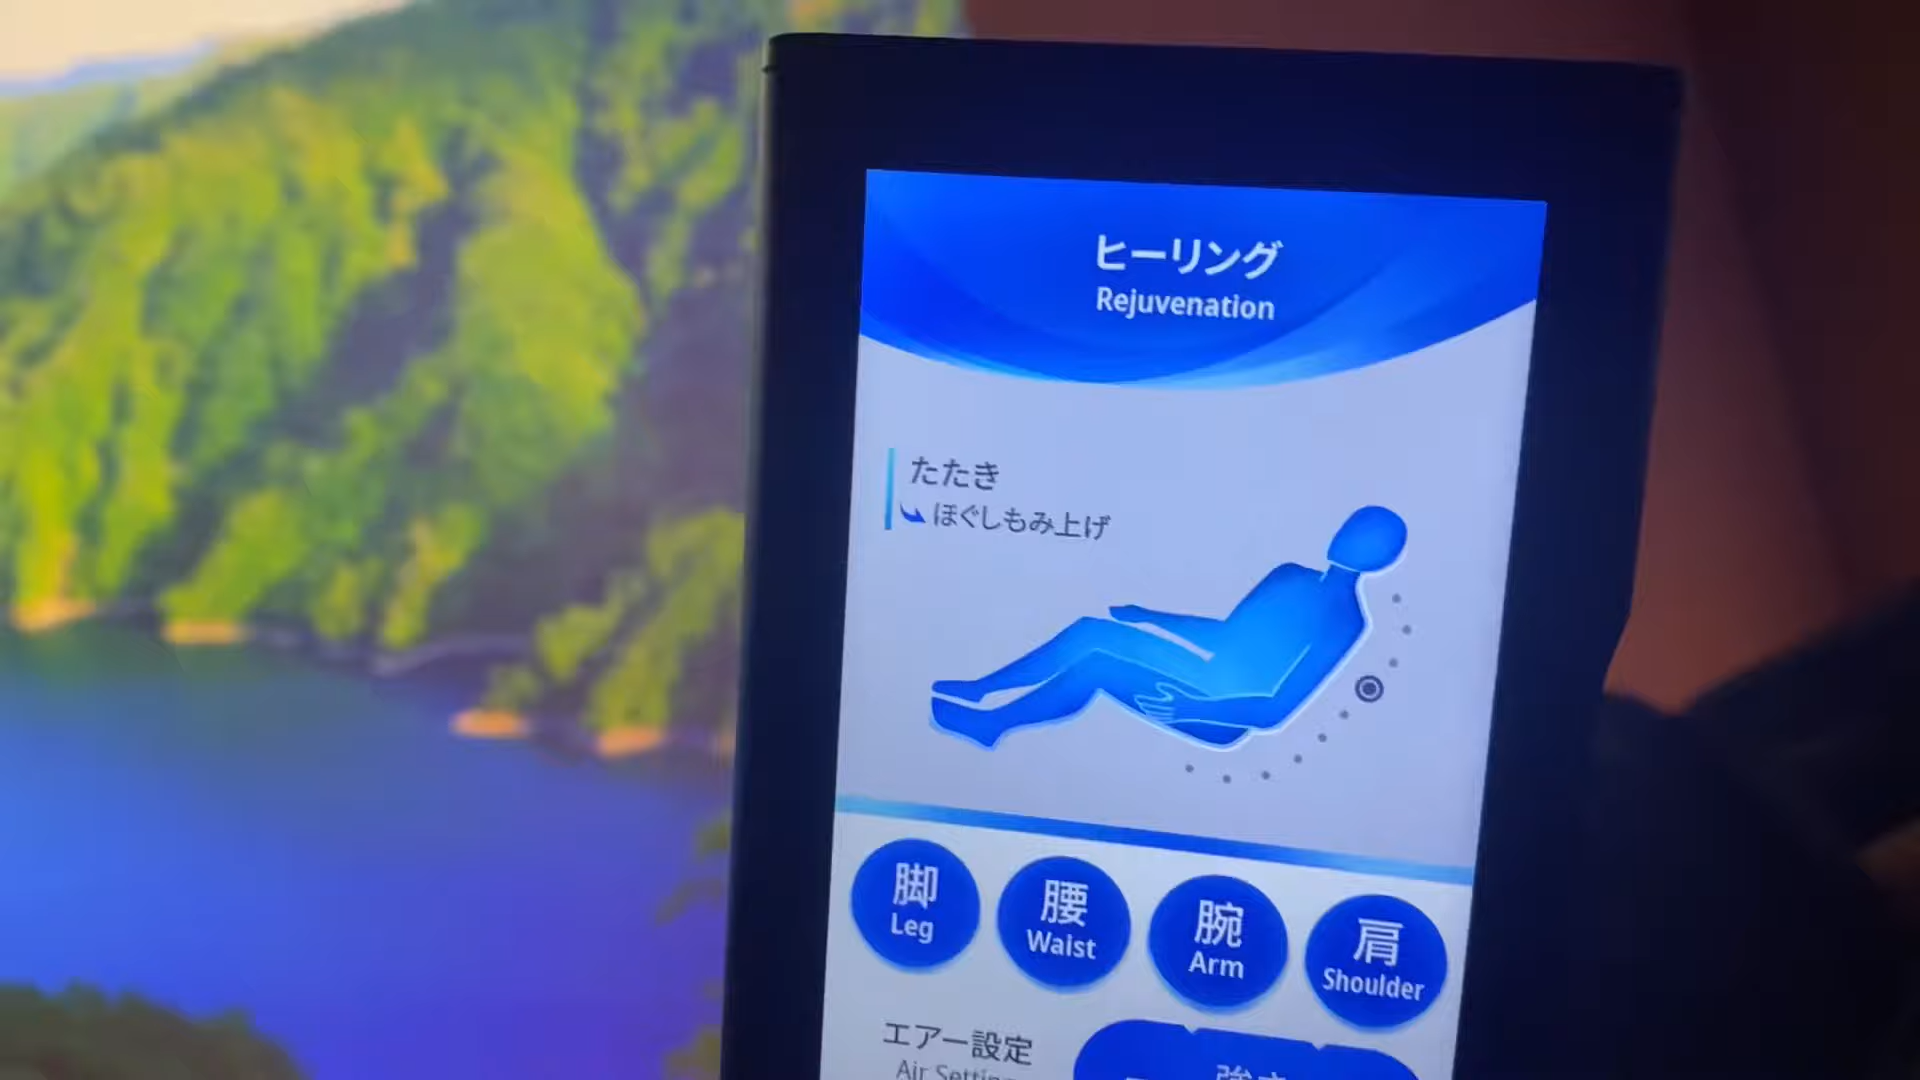 ヒーリング
Rejuvenation
たたき
ほぐしもみ上げ
脚
Leg
腰
Waist
腕
Arm
肩
Shoulder
エアー設定
Air